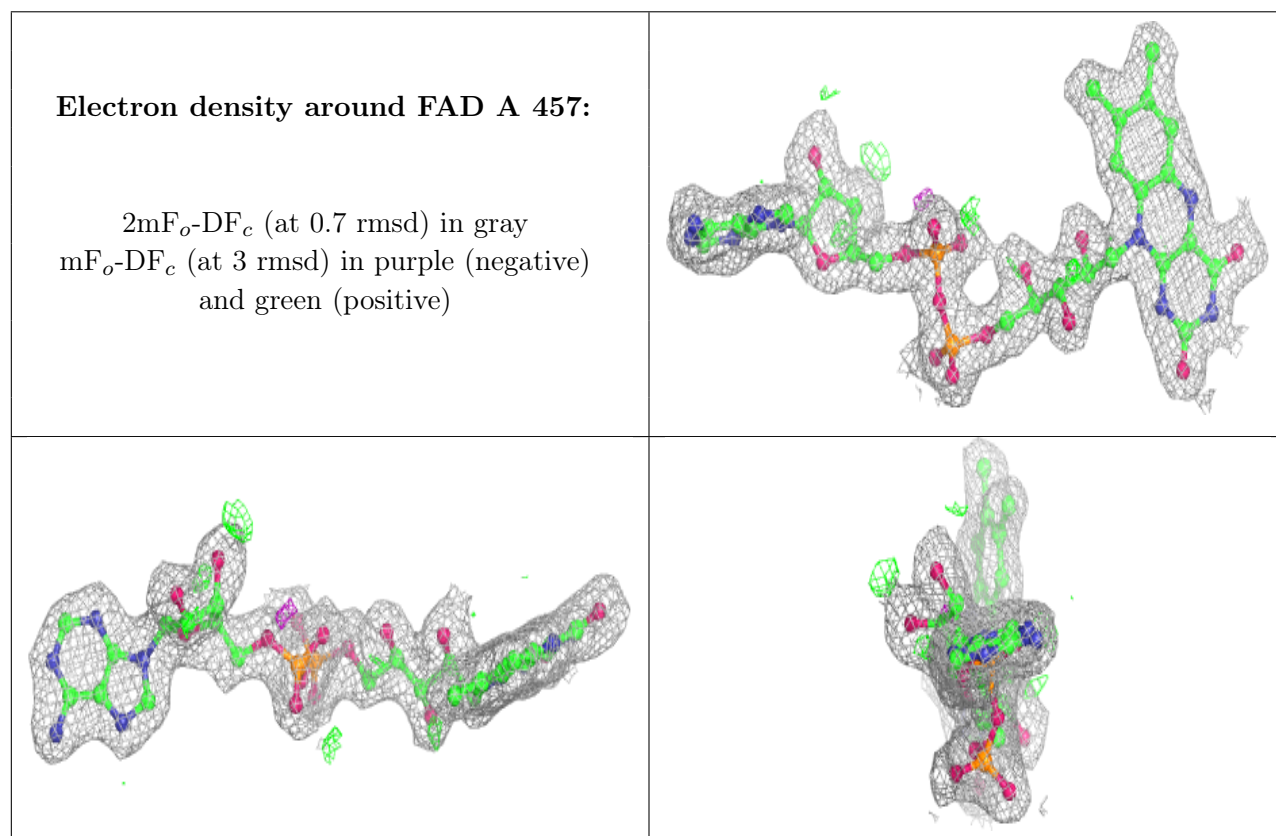 Electron density around FAD A 457:
2mFₒ-DF𝒸 (at 0.7 rmsd) in gray
mFₒ-DF𝒸 (at 3 rmsd) in purple (negative)
and green (positive)